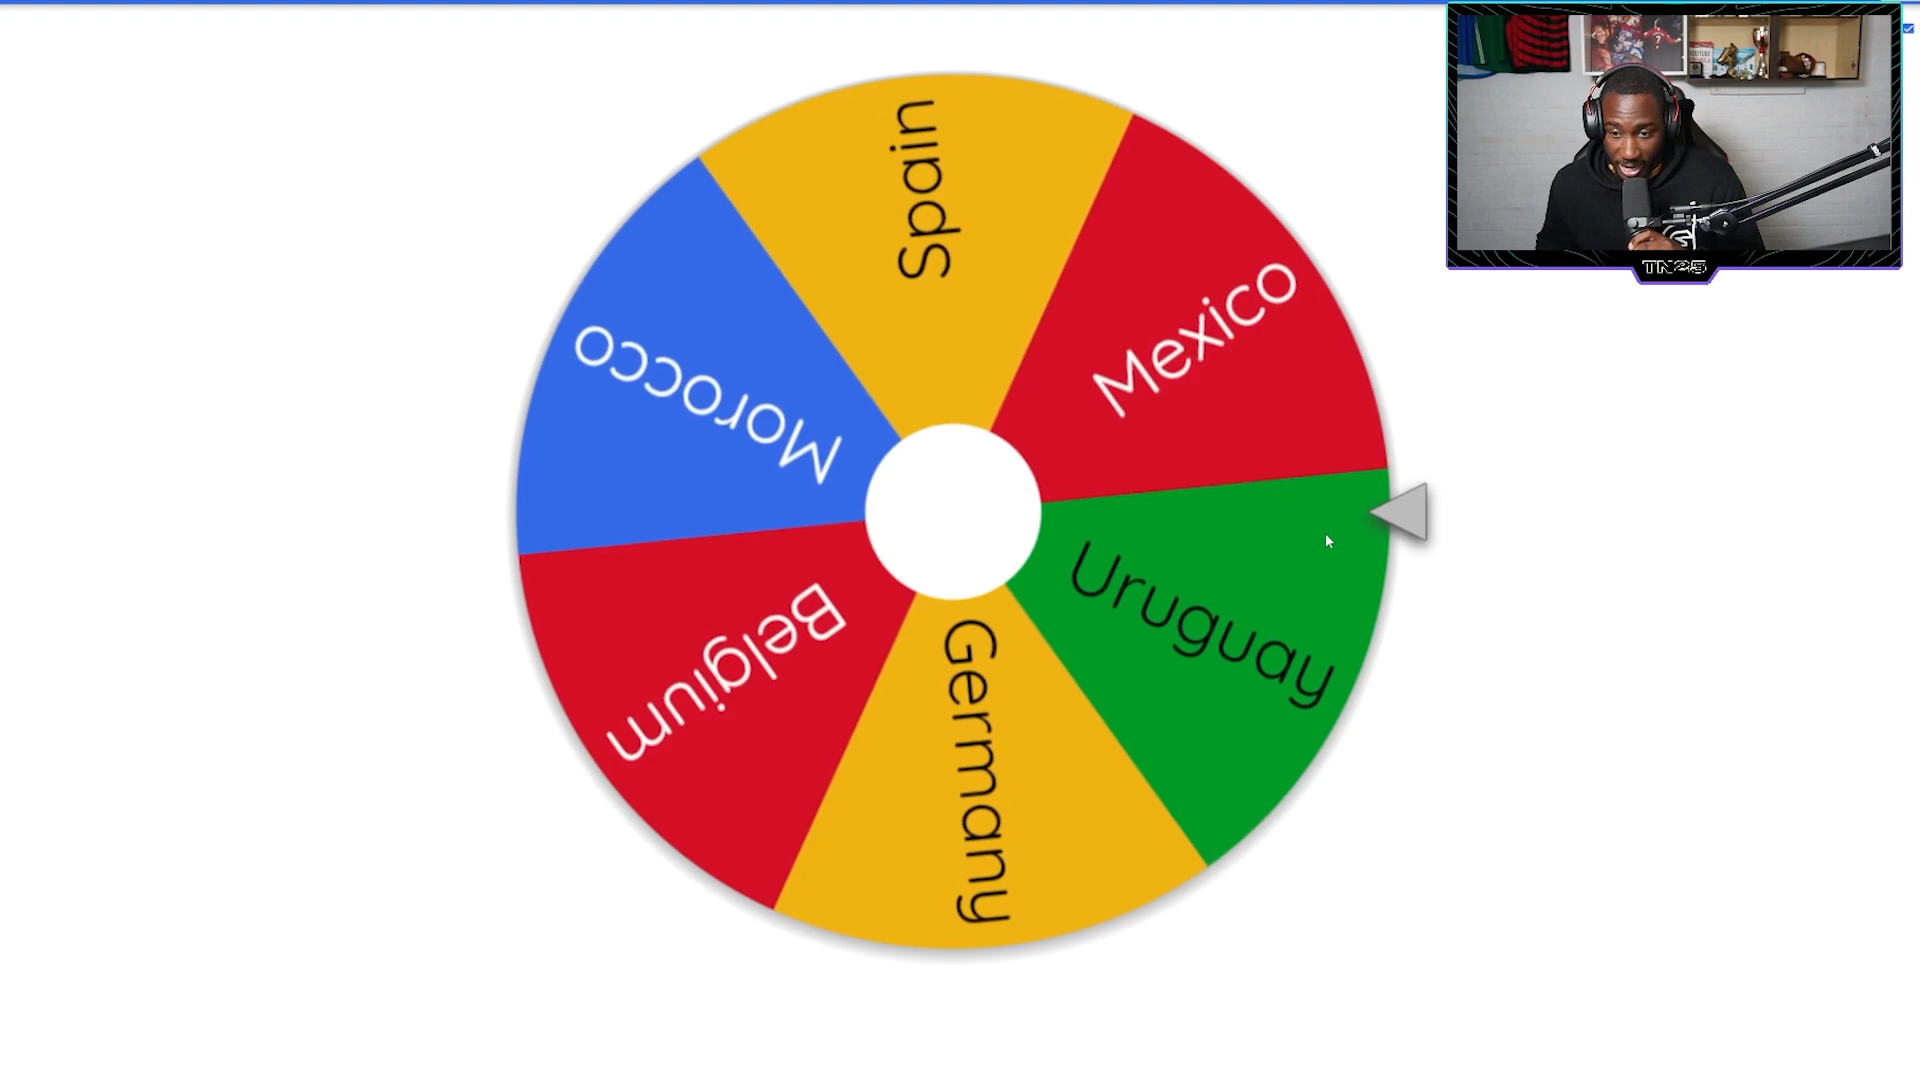 Spain
Mexico
Morocco
Uruguay
Belgium
Germany
TN25